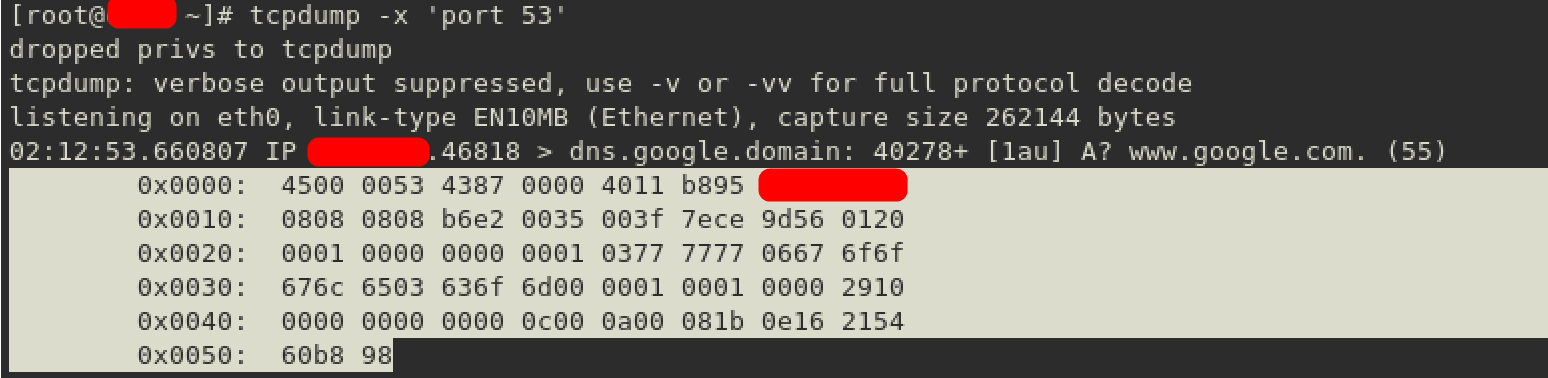 [root@ ~]# tcpdump -x 'port 53'
dropped privs to tcpdump
tcpdump: verbose output suppressed, use -v or -vv for full protocol decode
listening on eth0, link-type EN10MB (Ethernet), capture size 262144 bytes
02:12:53.660807 IP .46818 > dns.google.domain: 40278+ [1au] A? www.google.com. (55)
0x0000: 4500 0053 4387 0000 4011 b895
0x0010: 0808 0808 b6e2 0035 003f 7ece 9d56 0120
0x0020: 0001 0000 0000 0001 0377 7777 0667 6f6f
0x0030: 676c 6503 636f 6d00 0001 0001 0000 2910
0x0040: 0000 0000 0000 0c00 0a00 081b 0e16 2154
0x0050: 60b8 98